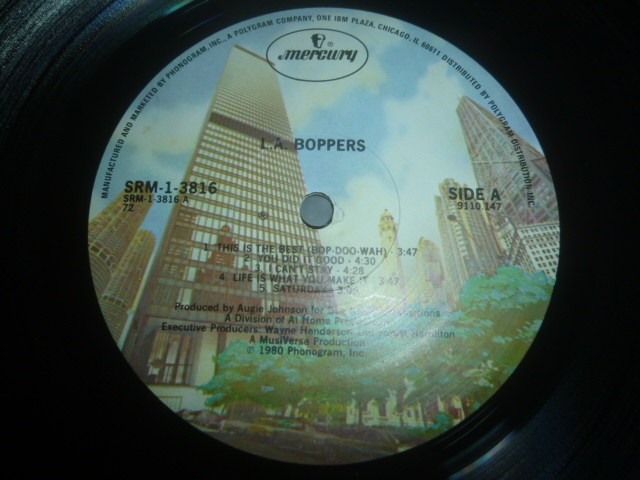 MANUFACTURED AND MARKETED BY PHONOGRAM, INC., A POLYGRAM COMPANY, ONE IBM PLAZA, CHICAGO, IL 60611 DISTRIBUTED BY POLYGRAM DISTRIBUTION INC.
mercury
L.A. BOPPERS
SRM-1-3816
SRM-1-3816 A
72
SIDE A
9110.147
®
1. THIS IS THE BEST (BOP-DOO-WAH) - 3:47
2. YOU DID IT GOOD - 4:30
3. I CAN'T STAY - 4:28
4. LIFE IS WHAT YOU MAKE IT - 3:47
5. SATURDAY
Produced by Augie Johnson for
A Division of At Home
Executive Producers: Wayne Henderson Hamilton
A MusiVerse Production
℗ 1980 Phonogram, Inc.